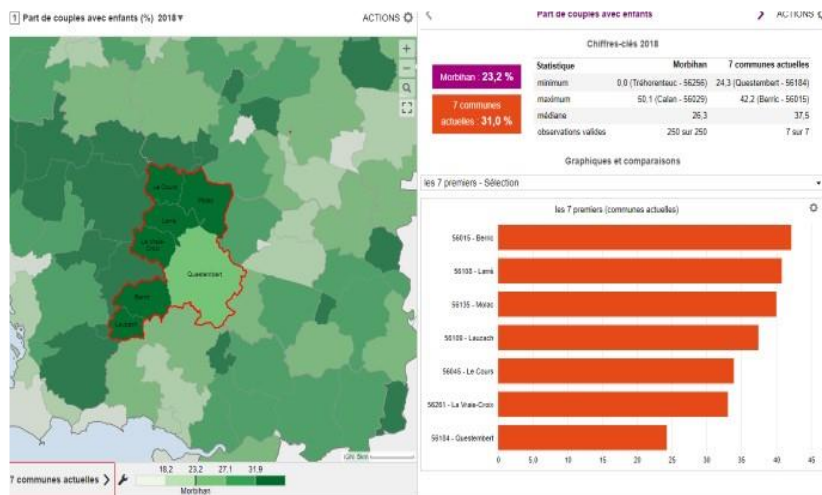 1 Part de couples avec enfants (%) 2018▼ ACTIONS
Le Cours
Molac
Larré
La Vraie-Croix
Questembert
Berric
Lauzach
IGN 5km
7 communes actuelles
18,2 23,2 27,1 31,9
Morbihan
Part de couples avec enfants ACTIONS
Chiffres-clés 2018
Morbihan : 23,2 %
7 communes actuelles : 31,0 %
Statistique Morbihan 7 communes actuelles
minimum 0,0 (Tréhorenteuc - 56256) 24,3 (Questembert - 56184)
maximum 50,1 (Calan - 56029) 42,2 (Berric - 56015)
médiane 26,3 37,5
observations valides 250 sur 250 7 sur 7
Graphiques et comparaisons
les 7 premiers - Sélection
les 7 premiers (communes actuelles)
56015 - Berric
56108 - Larré
56135 - Molac
56109 - Lauzach
56045 - Le Cours
56261 - La Vraie-Croix
56184 - Questembert
0 5,0 10 15 20 25 30 35 40 45